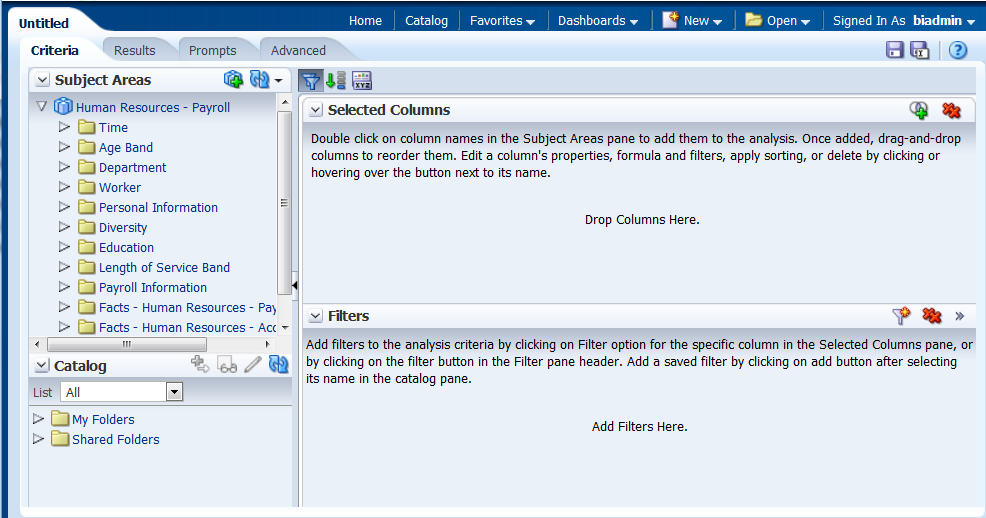 Untitled
Home Catalog Favorites Dashboards New Open Signed In As biadmin
Criteria Results Prompts Advanced
Subject Areas
Human Resources - Payroll
Time
Age Band
Department
Worker
Personal Information
Diversity
Education
Length of Service Band
Payroll Information
Facts - Human Resources - Pay
Facts - Human Resources - Acc
Catalog
List All
My Folders
Shared Folders
XYZ
Selected Columns
Double click on column names in the Subject Areas pane to add them to the analysis. Once added, drag-and-drop
columns to reorder them. Edit a column's properties, formula and filters, apply sorting, or delete by clicking or
hovering over the button next to its name.
Drop Columns Here.
Filters
Add filters to the analysis criteria by clicking on Filter option for the specific column in the Selected Columns pane, or
by clicking on the filter button in the Filter pane header. Add a saved filter by clicking on add button after selecting
its name in the catalog pane.
Add Filters Here.